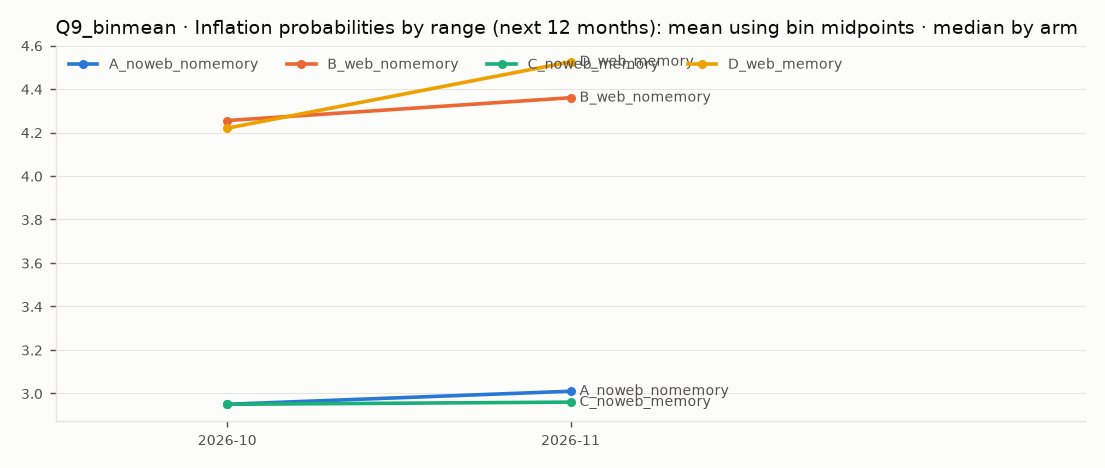 Q9_binmean · Inflation probabilities by range (next 12 months): mean using bin midpoints · median by arm
4.6
A_noweb_nomemory B_web_nomemory C_noweb_memory D_web_memory
D_web_memory
4.4
B_web_nomemory
4.2
4.0
3.8
3.6
3.4
3.2
3.0
A_noweb_nomemory
C_noweb_memory
2026-10 2026-11